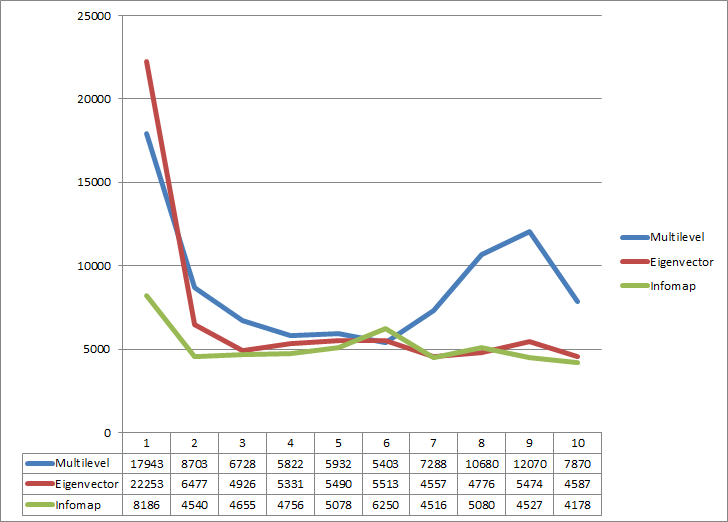 25000
20000
15000
10000
5000
0
Multilevel
Eigenvector
Infomap
1 2 3 4 5 6 7 8 9 10
Multilevel 17943 8703 6728 5822 5932 5403 7288 10680 12070 7870
Eigenvector 22253 6477 4926 5331 5490 5513 4557 4776 5474 4587
Infomap 8186 4540 4655 4756 5078 6250 4516 5080 4527 4178